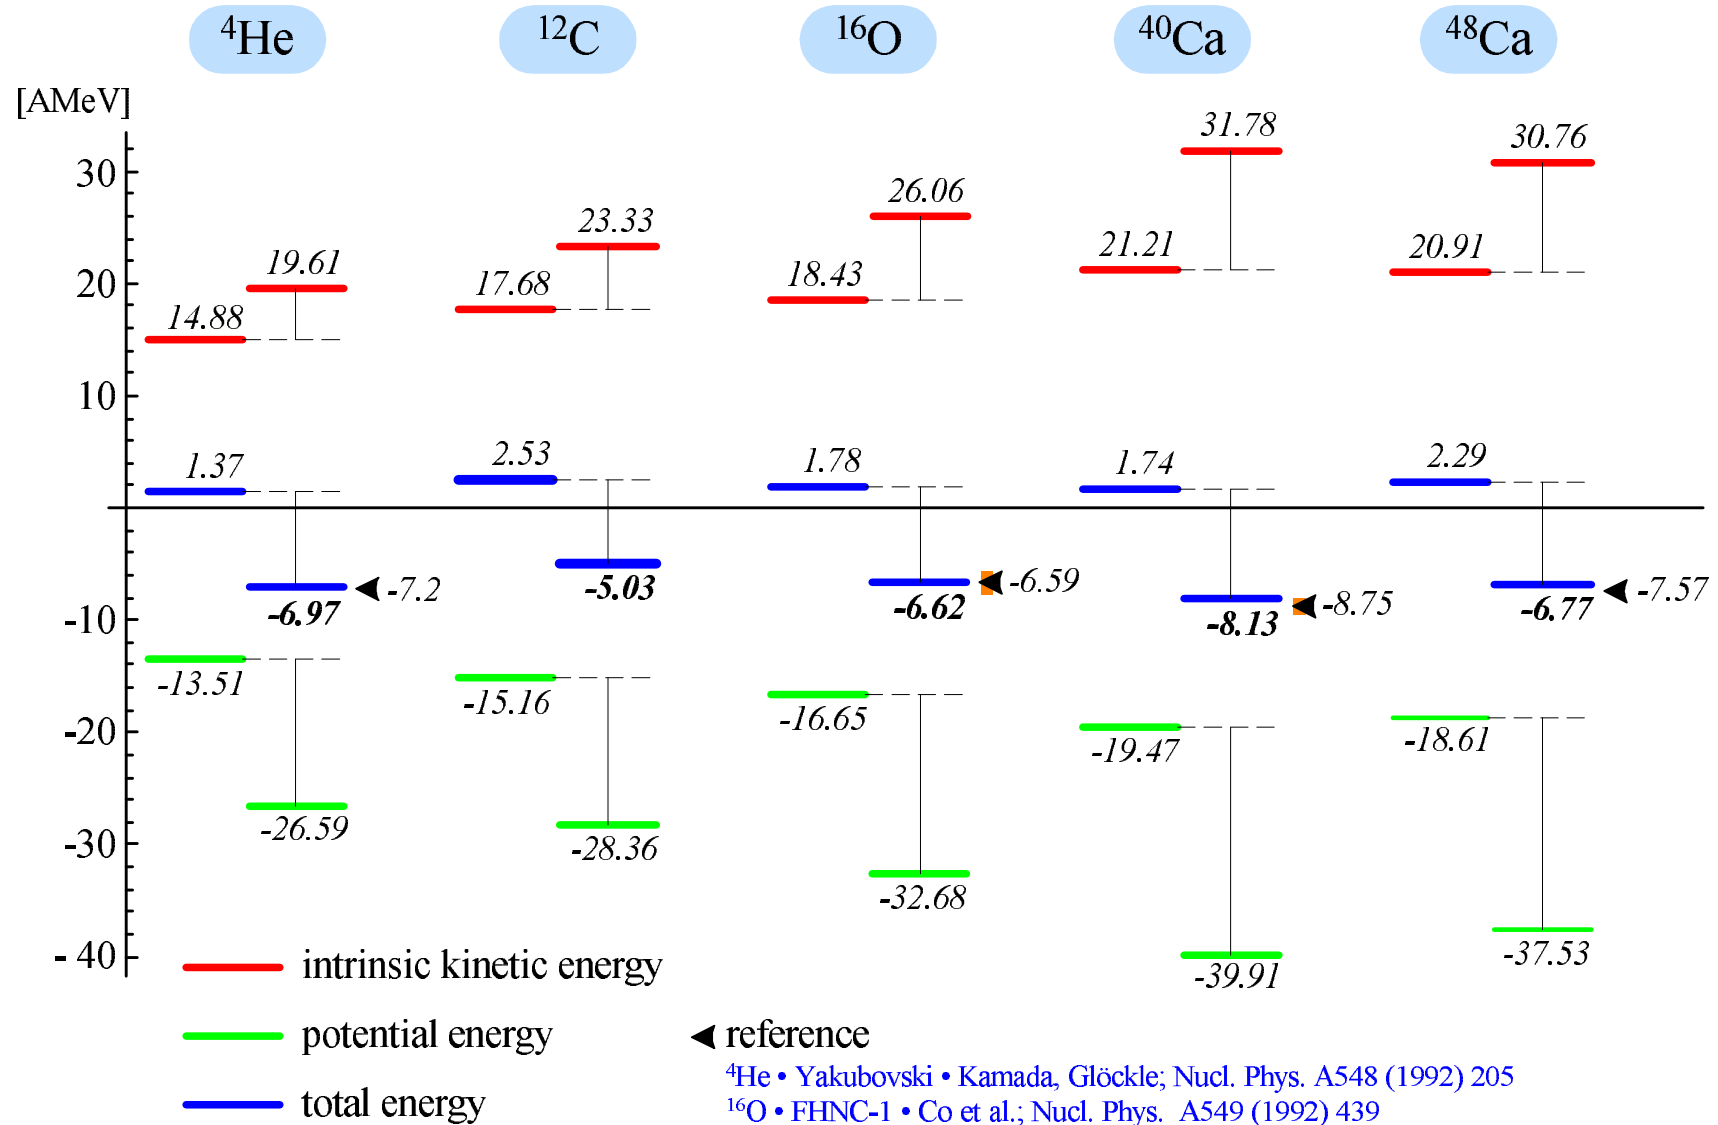 ⁴He ¹²C ¹⁶O ⁴⁰Ca ⁴⁸Ca
[AMeV]
31.78 30.76
30
26.06
23.33
21.21 20.91
19.61 18.43
20
17.68
14.88
10
1.37 2.53 1.78 1.74 2.29
-6.97 -7.2 -5.03 -6.62 -6.59 -8.13 -8.75 -6.77 -7.57
-10
-13.51 -15.16 -16.65 -19.47 -18.61
-20
-26.59 -28.36
-30
-32.68
-37.53
-40
-39.91
intrinsic kinetic energy
potential energy
total energy
reference
⁴He • Yakubovski • Kamada, Glöckle; Nucl. Phys. A548 (1992) 205
¹⁶O • FHNC-1 • Co et al.; Nucl. Phys. A549 (1992) 439